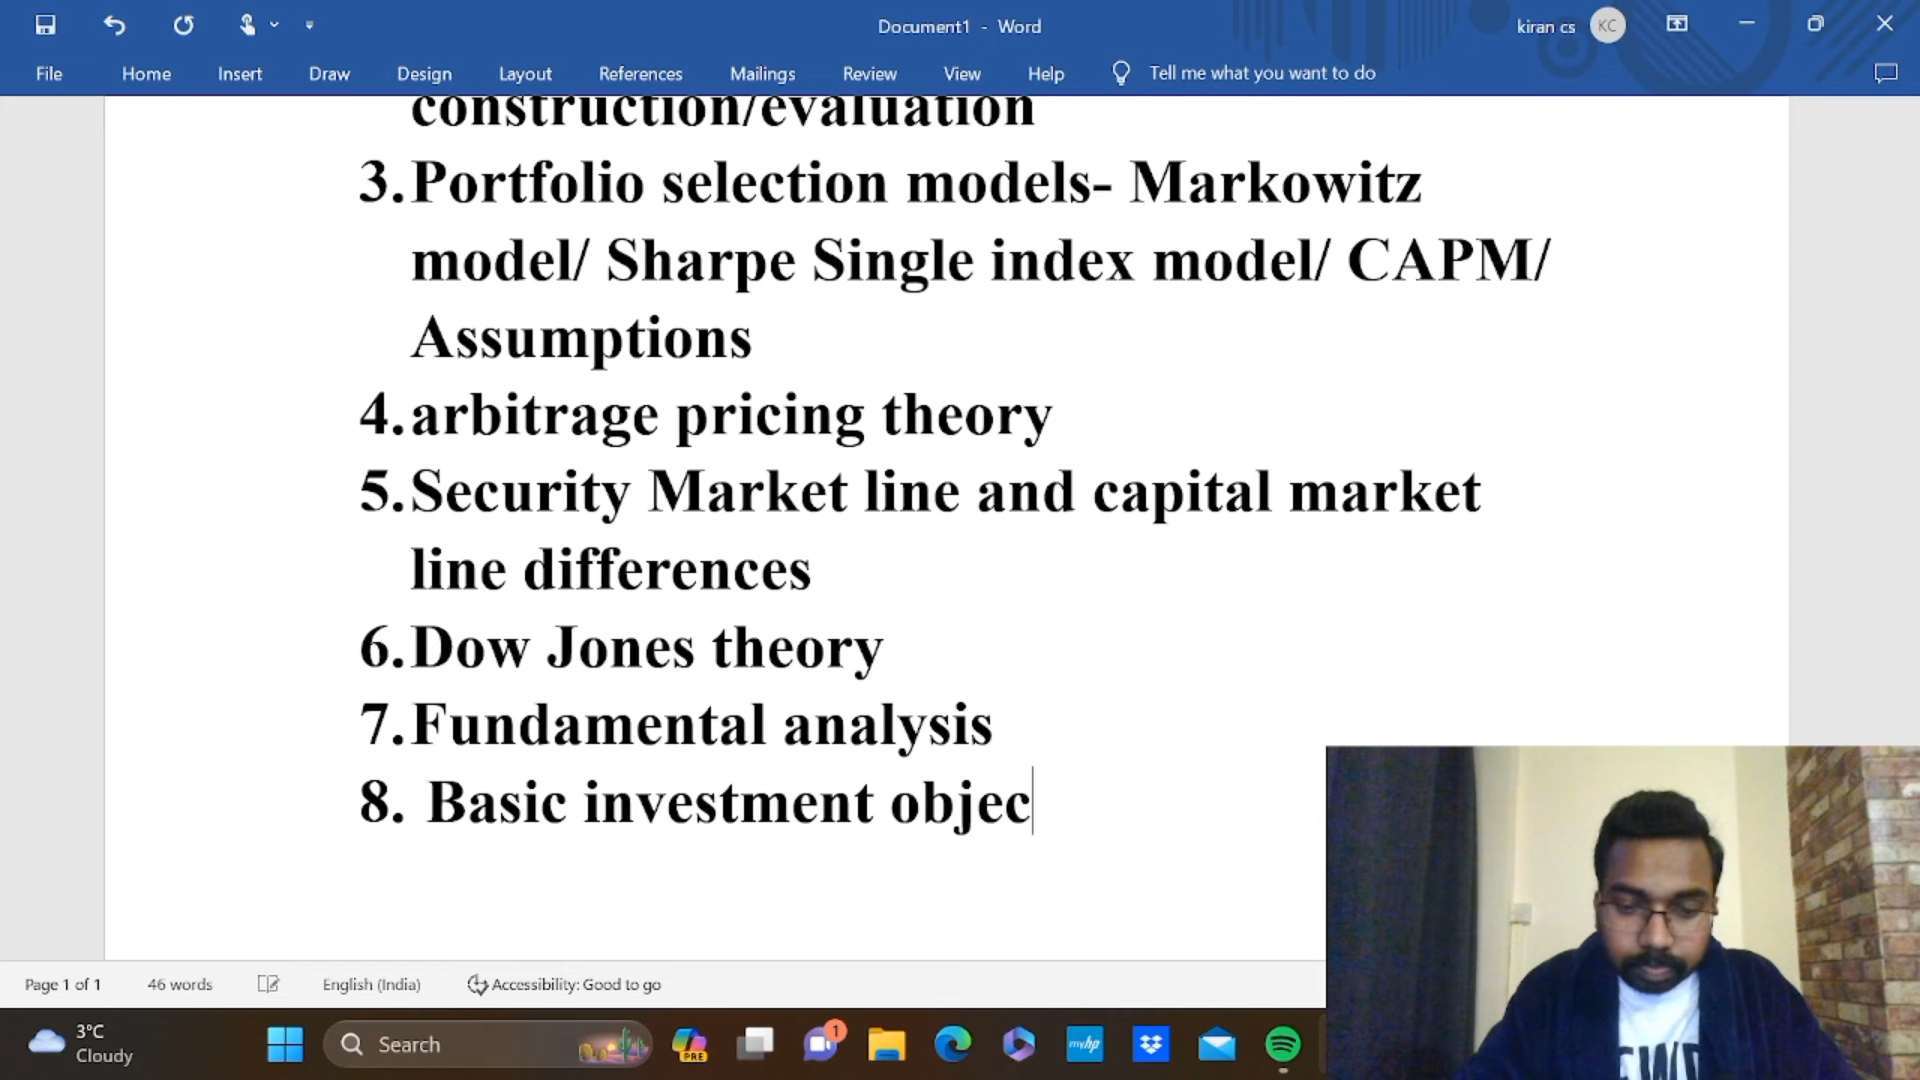 Document1 - Word
kiran cs KC
File Home Insert Draw Design Layout References Mailings Review View Help Tell me what you want to do
construction/evaluation
3.Portfolio selection models- Markowitz
model/ Sharpe Single index model/ CAPM/
Assumptions
4.arbitrage pricing theory
5.Security Market line and capital market
line differences
6.Dow Jones theory
7.Fundamental analysis
8. Basic investment objec
Page 1 of 1 46 words English (India) Accessibility: Good to go
3°C
Cloudy
Search
PRE
1
myhp